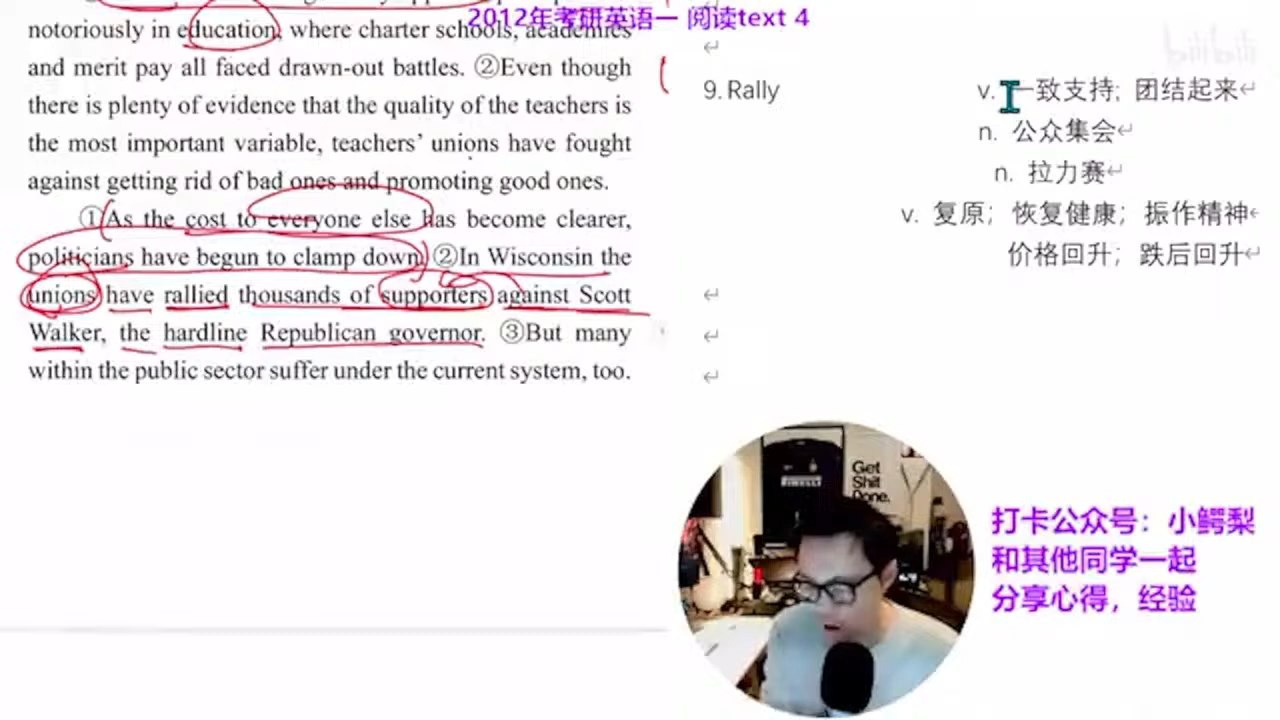 2012年考研英语一 阅读text 4
notoriously in education, where charter schools, academies
and merit pay all faced drawn-out battles. ②Even though
there is plenty of evidence that the quality of the teachers is
the most important variable, teachers’ unions have fought
against getting rid of bad ones and promoting good ones.
①As the cost to everyone else has become clearer,
politicians have begun to clamp down. ②In Wisconsin the
unions have rallied thousands of supporters against Scott
Walker, the hardline Republican governor. ③But many
within the public sector suffer under the current system, too.
bilibili
9. Rally v. 一致支持; 团结起来
n. 公众集会
n. 拉力赛
v. 复原; 恢复健康; 振作精神
价格回升; 跌后回升
PIRELLI
Get
Shit
Done.
打卡公众号：小鳄梨
和其他同学一起
分享心得，经验